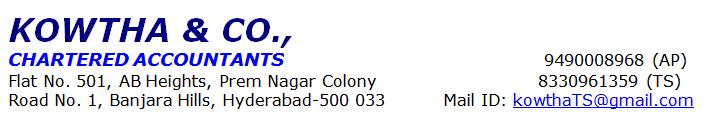 KOWTHA & CO.,
CHARTERED ACCOUNTANTS 9490008968 (AP)
Flat No. 501, AB Heights, Prem Nagar Colony 8330961359 (TS)
Road No. 1, Banjara Hills, Hyderabad-500 033 Mail ID: kowthaTS@gmail.com